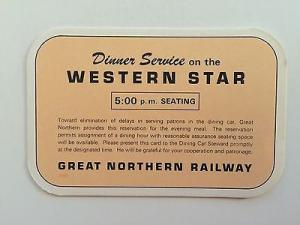 Dinner Service on the
WESTERN STAR
5:00 p.m. SEATING
Toward elimination of delays in serving patrons in the dining car, Great
Northern provides this reservation for the evening meal. The reservation
permits assignment of a dining hour with reasonable assurance seating space
will be available. Please present to the Dining Car Steward promptly
at the designated time. He will be grateful for your cooperation and patronage.
GREAT NORTHERN RAILWAY